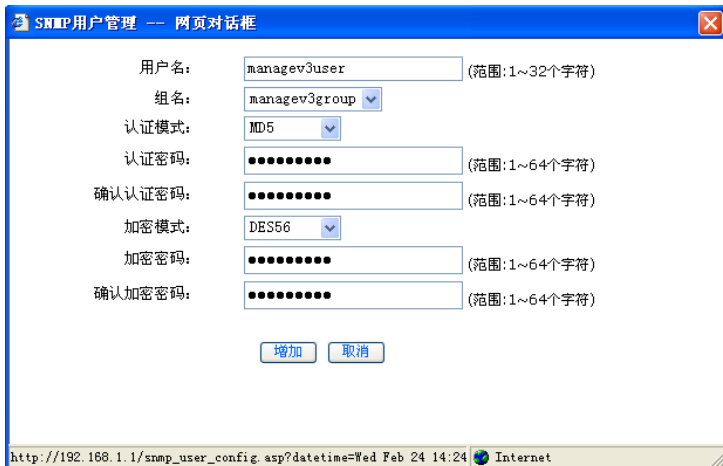 SNMP用户管理 -- 网页对话框
用户名: managev3user (范围:1~32个字符)
组名: managev3group
认证模式: MD5
认证密码: ●●●●●●●●● (范围:1~64个字符)
确认认证密码: ●●●●●●●●● (范围:1~64个字符)
加密模式: DES56
加密密码: ●●●●●●●●● (范围:1~64个字符)
确认加密密码: ●●●●●●●●● (范围:1~64个字符)
增加 取消
http://192.168.1.1/snmp_user_config.asp?datetime=Wed Feb 24 14:24 Internet